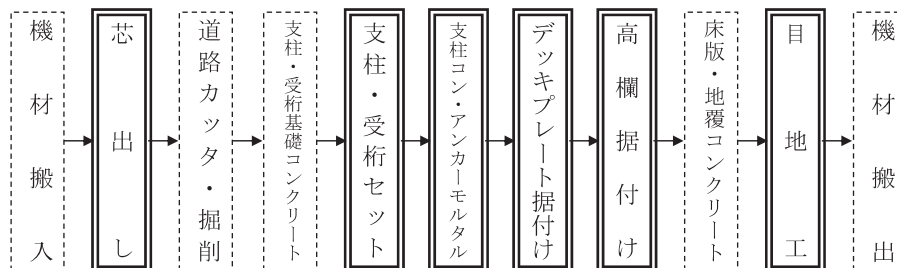 機材搬入
芯出し
道路カッタ・掘削
支柱・受桁基礎コンクリート
支柱・受桁セット
支柱コン・アンカーモルタル
デッキプレート据付け
高欄据付け
床版・地覆コンクリート
目地工
機材搬出